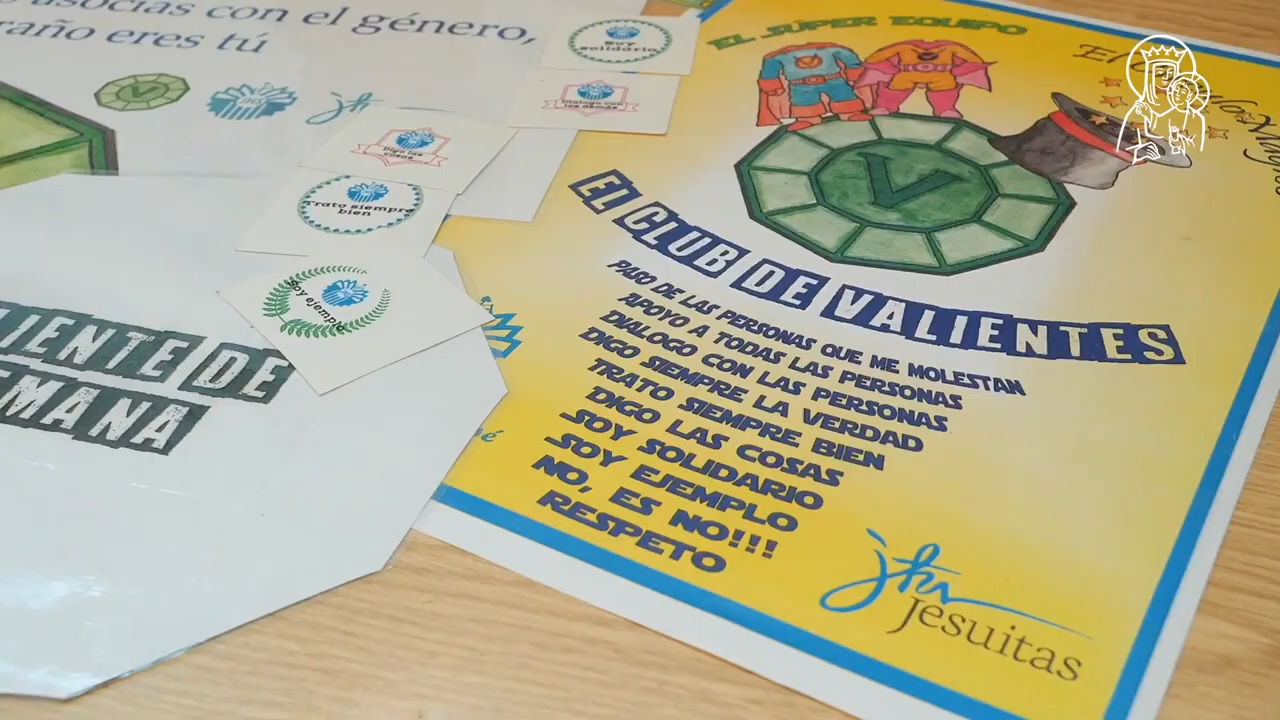 asocias con el género,
eres tú
JHS
Soy
solidario
Dialogo con
los demás
Digo las
cosas
Trato siempre
bien
Soy ejemplo
DE
EL SÚPER EQUIPO
V
EL CLUB DE VALIENTES
PASO DE LAS PERSONAS QUE ME MOLESTAN
APOYO A TODAS LAS PERSONAS
DIALOGO CON LAS PERSONAS
DIGO SIEMPRE LA VERDAD
TRATO SIEMPRE BIEN
DIGO LAS COSAS
SOY SOLIDARIO
SOY EJEMPLO
NO, ES NO!!!
RESPETO
Jesuitas